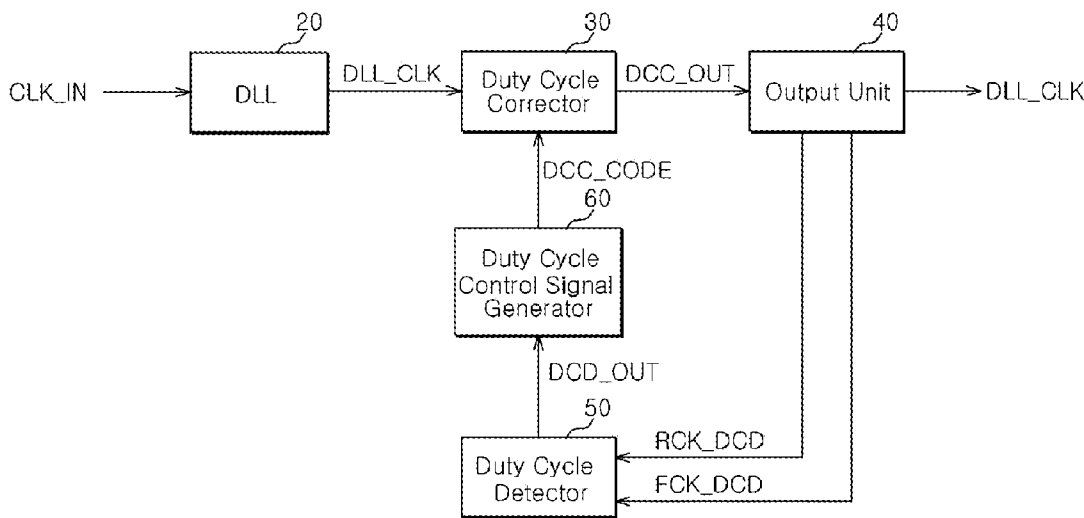 20
30
40
CLK_IN
DLL
DLL_CLK
Duty Cycle
Corrector
DCC_OUT
Output Unit
DLL_CLK
DCC_CODE
60
Duty Cycle
Control Signal
Generator
DCD_OUT
50
Duty Cycle
Detector
RCK_DCD
FCK_DCD